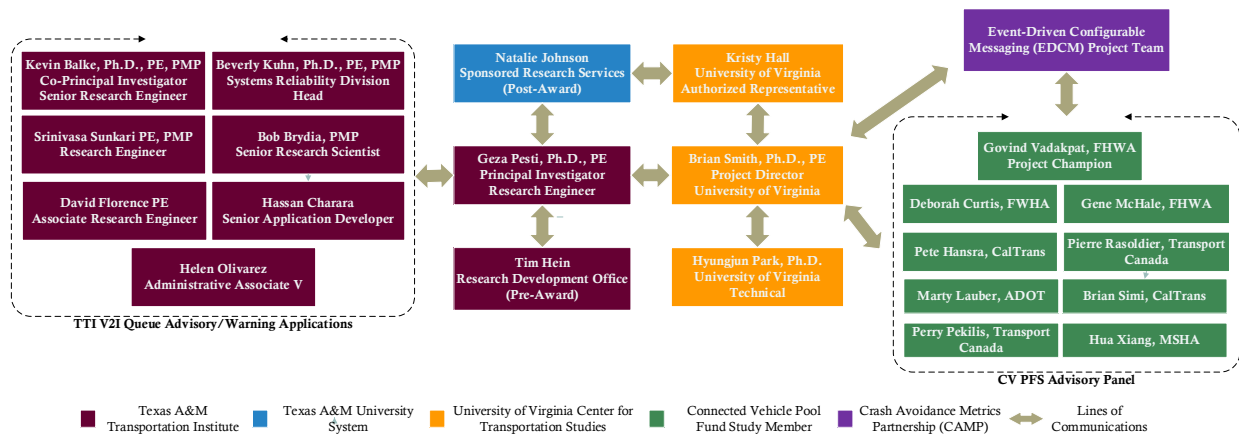 Kevin Balke, Ph.D., PE, PMP
Co-Principal Investigator
Senior Research Engineer
Beverly Kuhn, Ph.D., PE, PMP
Systems Reliability Division
Head
Srinivasa Sunkari PE, PMP
Research Engineer
Bob Brydia, PMP
Senior Research Scientist
David Florence PE
Associate Research Engineer
Hassan Charara
Senior Application Developer
Helen Olivarez
Administrative Associate V
TTI V2I Queue Advisory/Warning Applications
Natalie Johnson
Sponsored Research Services
(Post-Award)
Kristy Hall
University of Virginia
Authorized Representative
Geza Pesti, Ph.D., PE
Principal Investigator
Research Engineer
Brian Smith, Ph.D., PE
Project Director
University of Virginia
Tim Hein
Research Development Office
(Pre-Award)
Hyungjun Park, Ph.D.
University of Virginia
Technical
Event-Driven Configurable
Messaging (EDCM) Project Team
Govind Vadakpat, FHWA
Project Champion
Deborah Curtis, FWHA
Gene McHale, FHWA
Pete Hansra, CalTrans
Pierre Rasoldier, Transport
Canada
Marty Lauber, ADOT
Brian Simi, CalTrans
Perry Pekilis, Transport
Canada
Hua Xiang, MSHA
CV PFS Advisory Panel
Texas A&M
Transportation Institute
Texas A&M University
System
University of Virginia Center for
Transportation Studies
Connected Vehicle Pool
Fund Study Member
Crash Avoidance Metrics
Partnership (CAMP)
Lines of
Communications